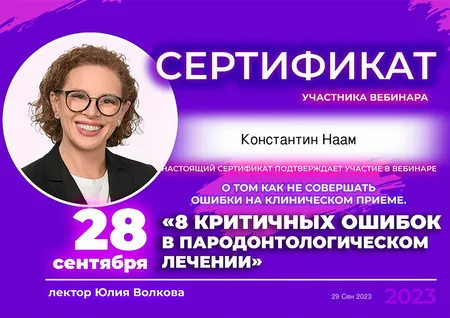 СЕРТИФИКАТ
УЧАСТНИКА ВЕБИНАРА
Константин Наам
НАСТОЯЩИЙ СЕРТИФИКАТ ПОДТВЕРЖДАЕТ УЧАСТИЕ В ВЕБИНАРЕ
О ТОМ КАК НЕ СОВЕРШАТЬ
ОШИБКИ НА КЛИНИЧЕСКОМ ПРИЕМЕ.
28
сентября
«8 КРИТИЧНЫХ ОШИБОК
В ПАРОДОНТОЛОГИЧЕСКОМ
ЛЕЧЕНИИ»
лектор Юлия Волкова
29 Сен 2023
2023